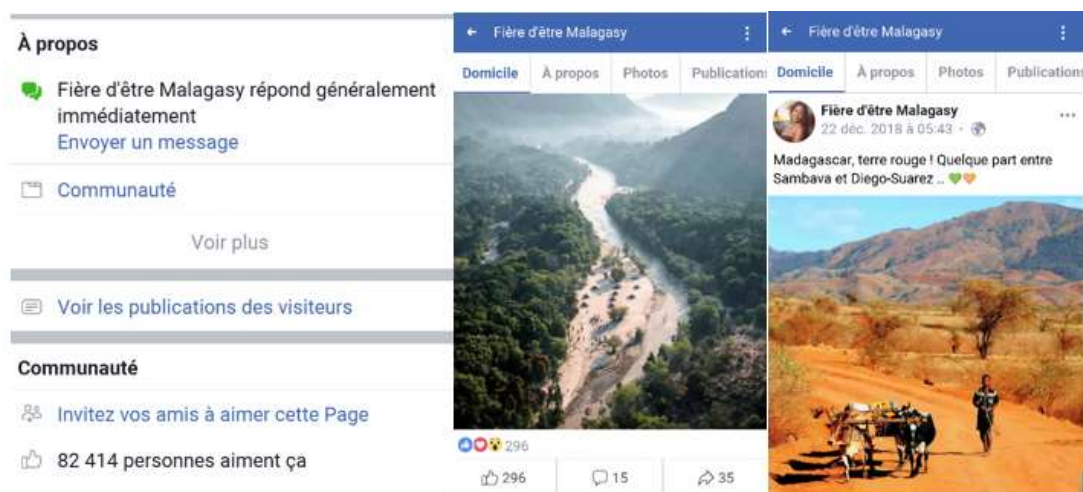 À propos
Fière d'être Malagasy répond généralement
immédiatement
Envoyer un message
Communauté
Voir plus
Voir les publications des visiteurs
Communauté
Invitez vos amis à aimer cette Page
82 414 personnes aiment ça
Fière d'être Malagasy
Domicile À propos Photos Publications
296
296 15 35
Fière d'être Malagasy
Domicile À propos Photos Publications
Fière d'être Malagasy
22 déc. 2018 à 05:43
Madagascar, terre rouge ! Quelque part entre
Sambava et Diego-Suarez ..